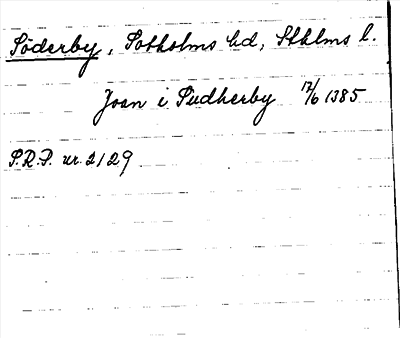 Söderby, Sotholms hd, Sthlms l.
Joan i Sudherby 17/6 1385
S.R.P. nr 2129